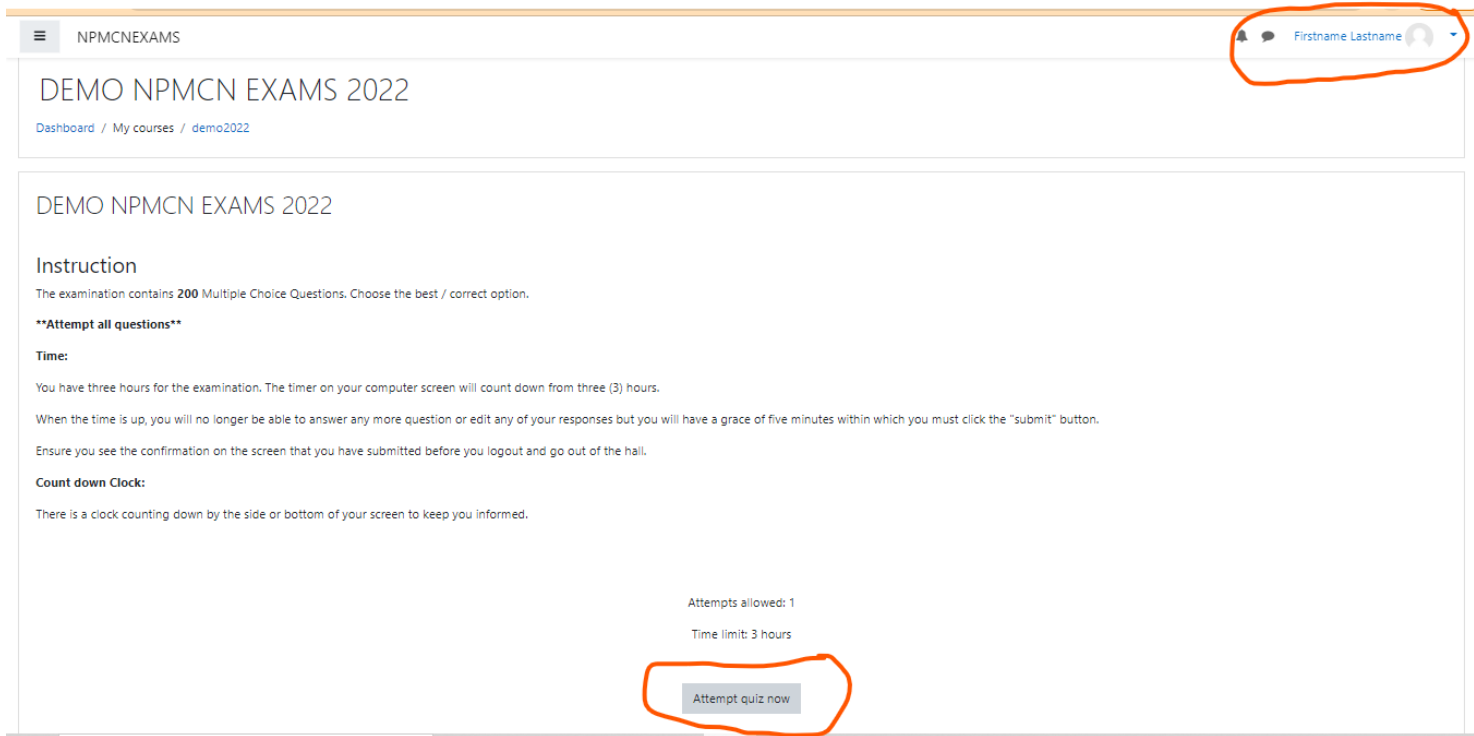 NPMCNEXAMS
Firstname Lastname
DEMO NPMCN EXAMS 2022
Dashboard / My courses / demo2022
DEMO NPMCN EXAMS 2022
Instruction
The examination contains 200 Multiple Choice Questions. Choose the best / correct option.
**Attempt all questions**
Time:
You have three hours for the examination. The timer on your computer screen will count down from three (3) hours.
When the time is up, you will no longer be able to answer any more question or edit any of your responses but you will have a grace of five minutes within which you must click the "submit" button.
Ensure you see the confirmation on the screen that you have submitted before you logout and go out of the hall.
Count down Clock:
There is a clock counting down by the side or bottom of your screen to keep you informed.
Attempts allowed: 1
Time limit: 3 hours
Attempt quiz now